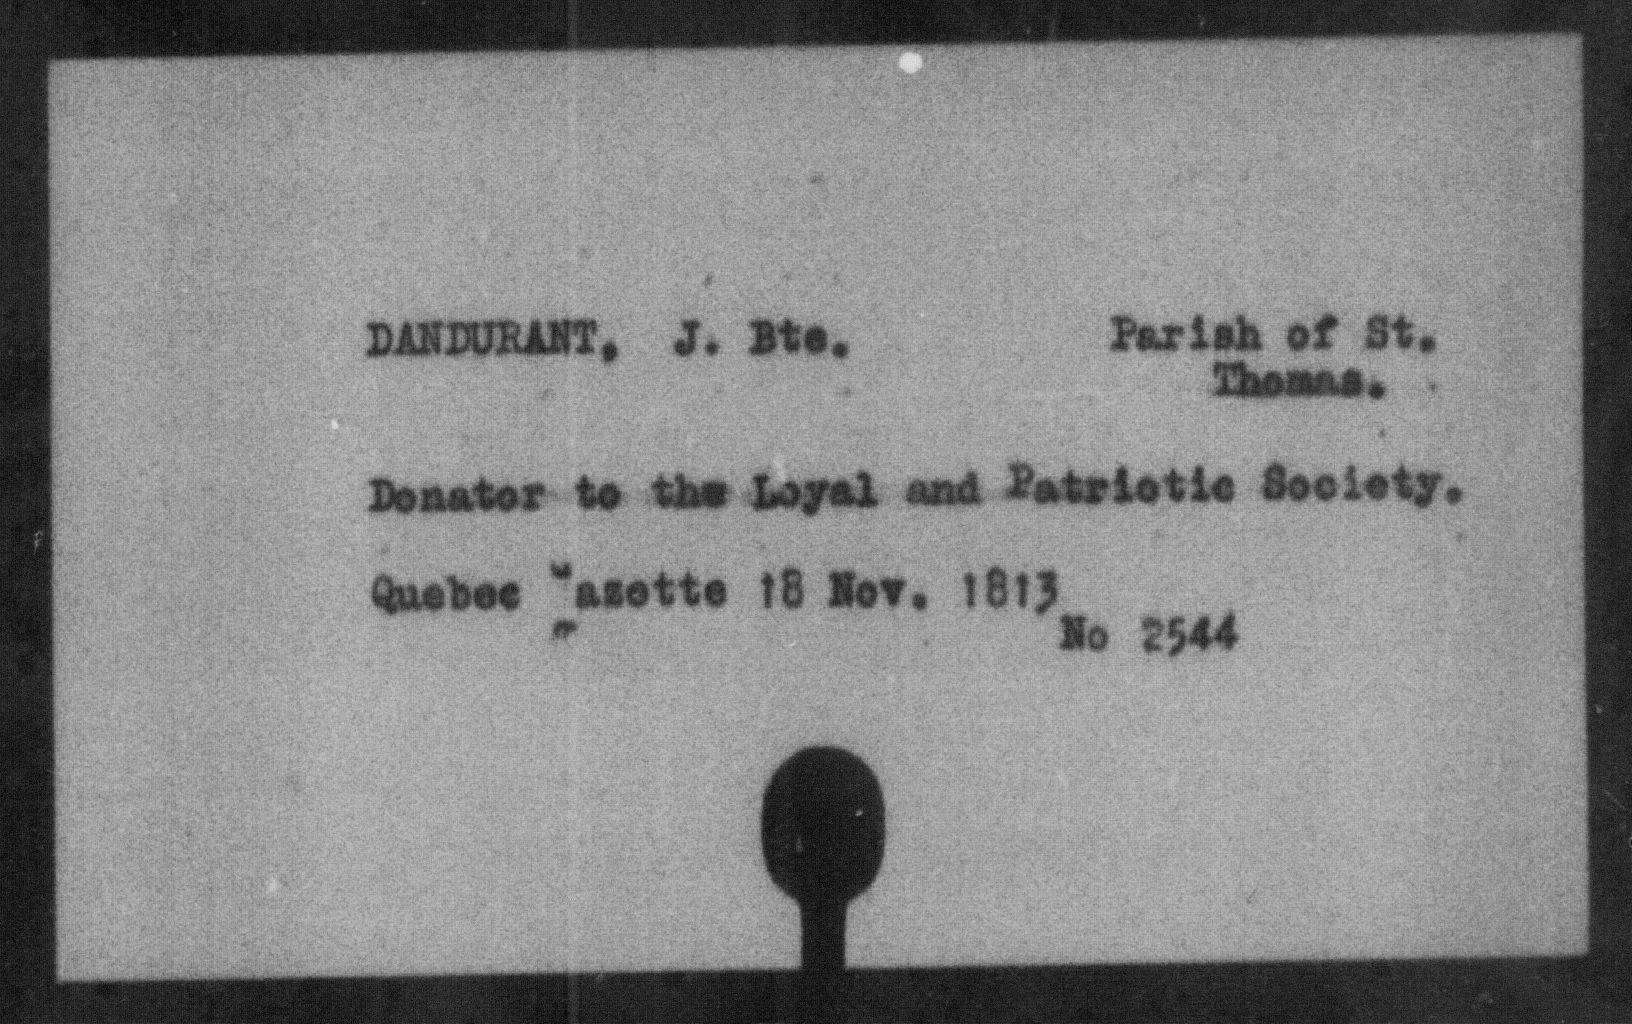 DANDURANT, J. Bte. Parish of St.
Thomas.
Donator to the Loyal and Patriotic Society.
Quebec Gazette 18 Nov. 1813
No 2544